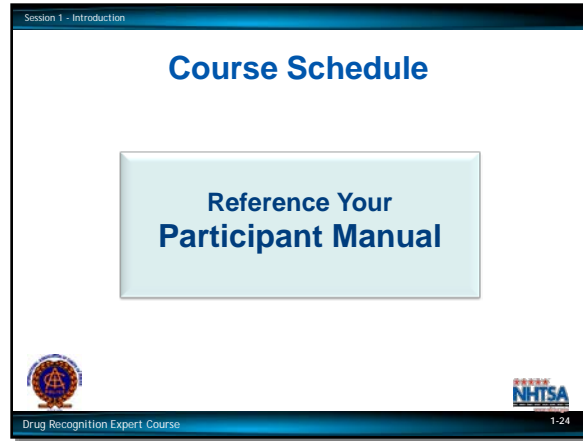 Session 1 - Introduction
Course Schedule
Reference Your
Participant Manual
NHTSA
Drug Recognition Expert Course
1-24